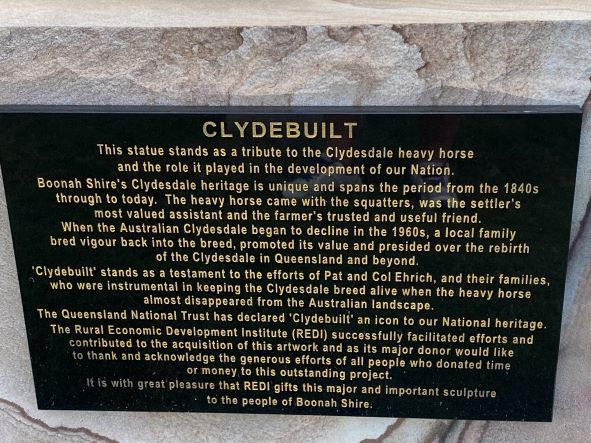 CLYDEBUILT
This statue stands as a tribute to the Clydesdale heavy horse
and the role it played in the development of our Nation.
Boonah Shire's Clydesdale heritage is unique and spans the period from the 1840s
through to today. The heavy horse came with the squatters, was the settler's
most valued assistant and the farmer's trusted and useful friend.
When the Australian Clydesdale began to decline in the 1960s, a local family
bred vigour back into the breed, promoted its value and presided over the rebirth
of the Clydesdale in Queensland and beyond.
'Clydebuilt' stands as a testament to the efforts of Pat and Col Ehrich, and their families,
who were instrumental in keeping the Clydesdale breed alive when the heavy horse
almost disappeared from the Australian landscape.
The Queensland National Trust has declared 'Clydebuilt' an icon to our National heritage.
The Rural Economic Development Institute (REDI) successfully facilitated efforts and
contributed to the acquisition of this artwork and as its major donor would like
to thank and acknowledge the generous efforts of all people who donated time
or money to this outstanding project.
It is with great pleasure that REDI gifts this major and important sculpture
to the people of Boonah Shire.